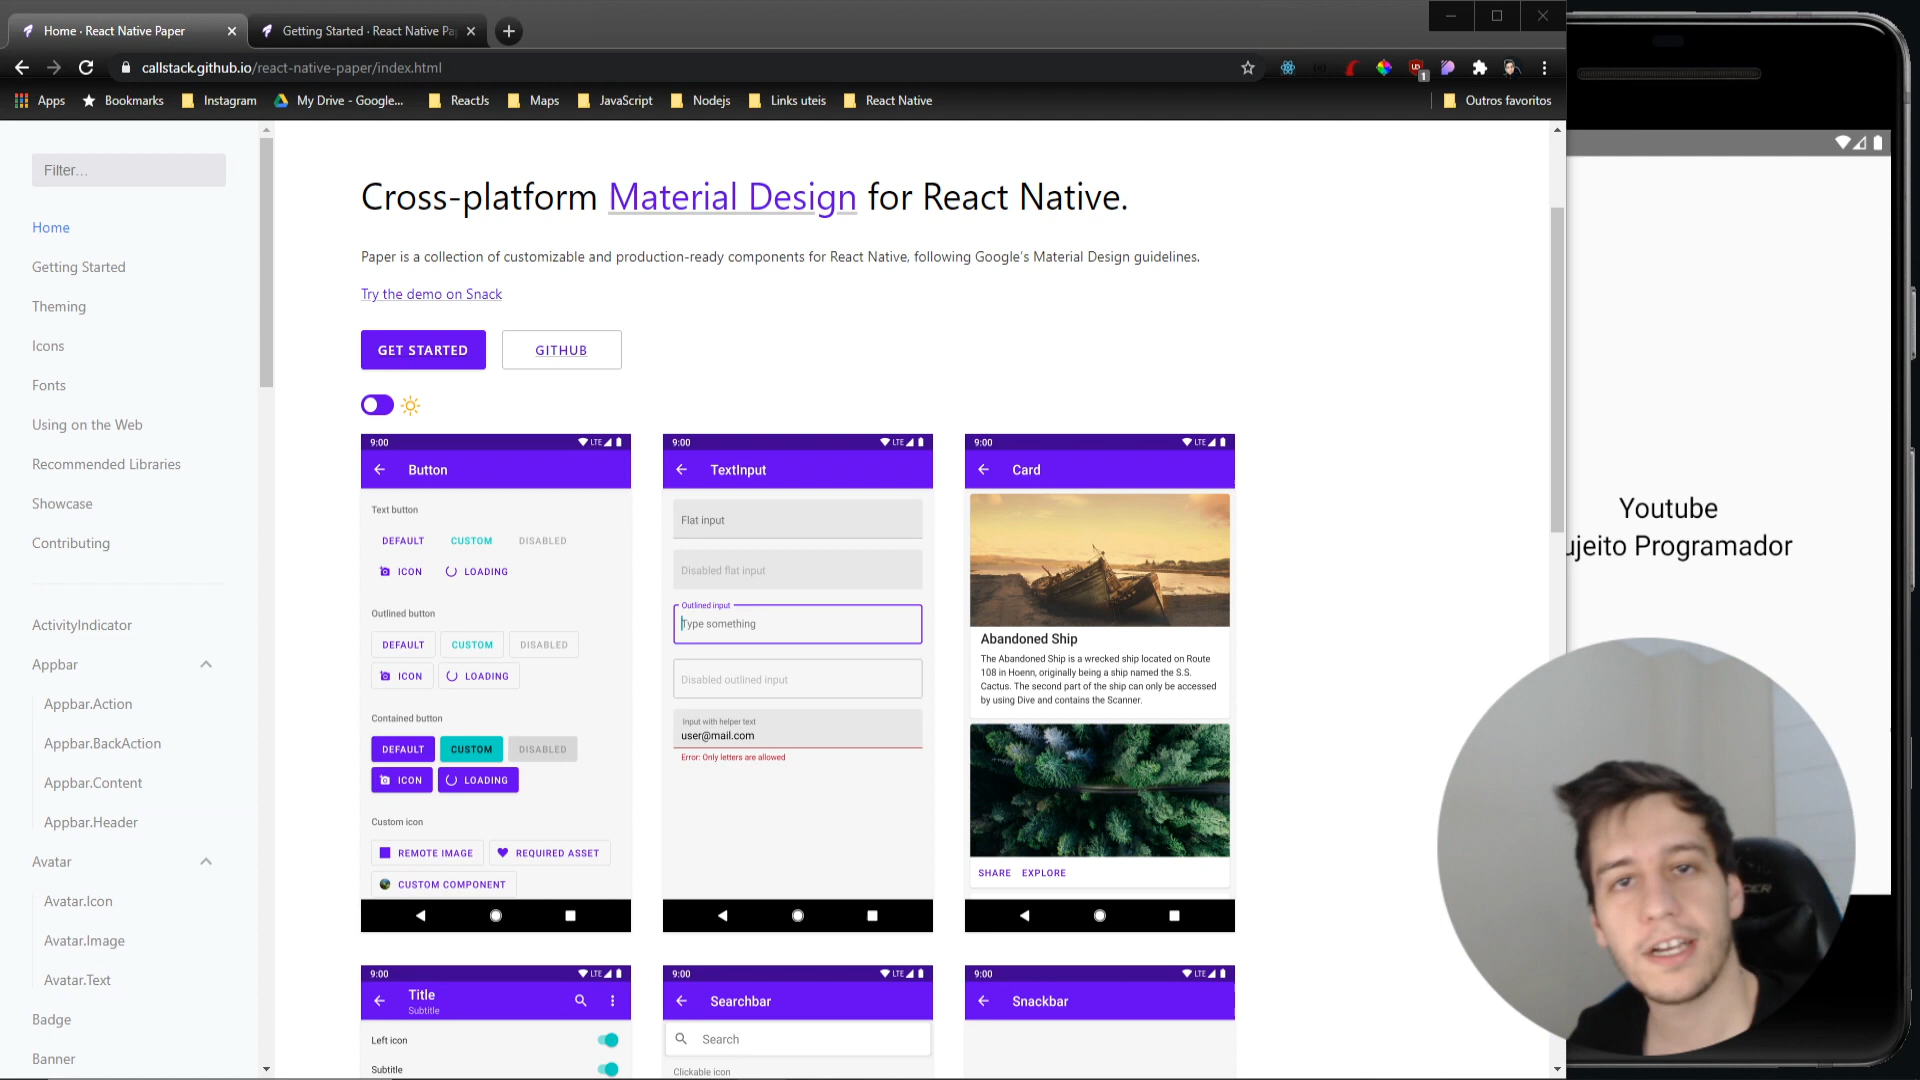 Home · React Native Paper
Getting Started · React Native Pa
callstack.github.io/react-native-paper/index.html
1
Apps
Bookmarks
Instagram
My Drive - Google...
ReactJs
Maps
JavaScript
Nodejs
Links uteis
React Native
Outros favoritos
Filter...
Home
Getting Started
Theming
Icons
Fonts
Using on the Web
Recommended Libraries
Showcase
Contributing
ActivityIndicator
Appbar
Appbar.Action
Appbar.BackAction
Appbar.Content
Appbar.Header
Avatar
Avatar.Icon
Avatar.Image
Avatar.Text
Badge
Banner
Cross-platform Material Design for React Native.
Paper is a collection of customizable and production-ready components for React Native, following Google's Material Design guidelines.
Try the demo on Snack
GET STARTED
GITHUB
9:00
LTE
Button
Text button
DEFAULT
CUSTOM
DISABLED
ICON
LOADING
Outlined button
DEFAULT
CUSTOM
DISABLED
ICON
LOADING
Contained button
DEFAULT
CUSTOM
DISABLED
ICON
LOADING
Custom icon
REMOTE IMAGE
REQUIRED ASSET
CUSTOM COMPONENT
9:00
LTE
TextInput
Flat input
Disabled flat input
Outlined input
Type something
Disabled outlined input
Input with helper text
user@mail.com
Error: Only letters are allowed
9:00
LTE
Card
Abandoned Ship
The Abandoned Ship is a wrecked ship located on Route
108 in Hoenn, originally being a ship named the S.S.
Cactus. The second part of the ship can only be accessed
by using Dive and contains the Scanner.
SHARE
EXPLORE
9:00
LTE
Title
Subtitle
Left icon
Subtitle
9:00
LTE
Searchbar
Search
Clickable icon
9:00
LTE
Snackbar
Youtube
ujeito Programador